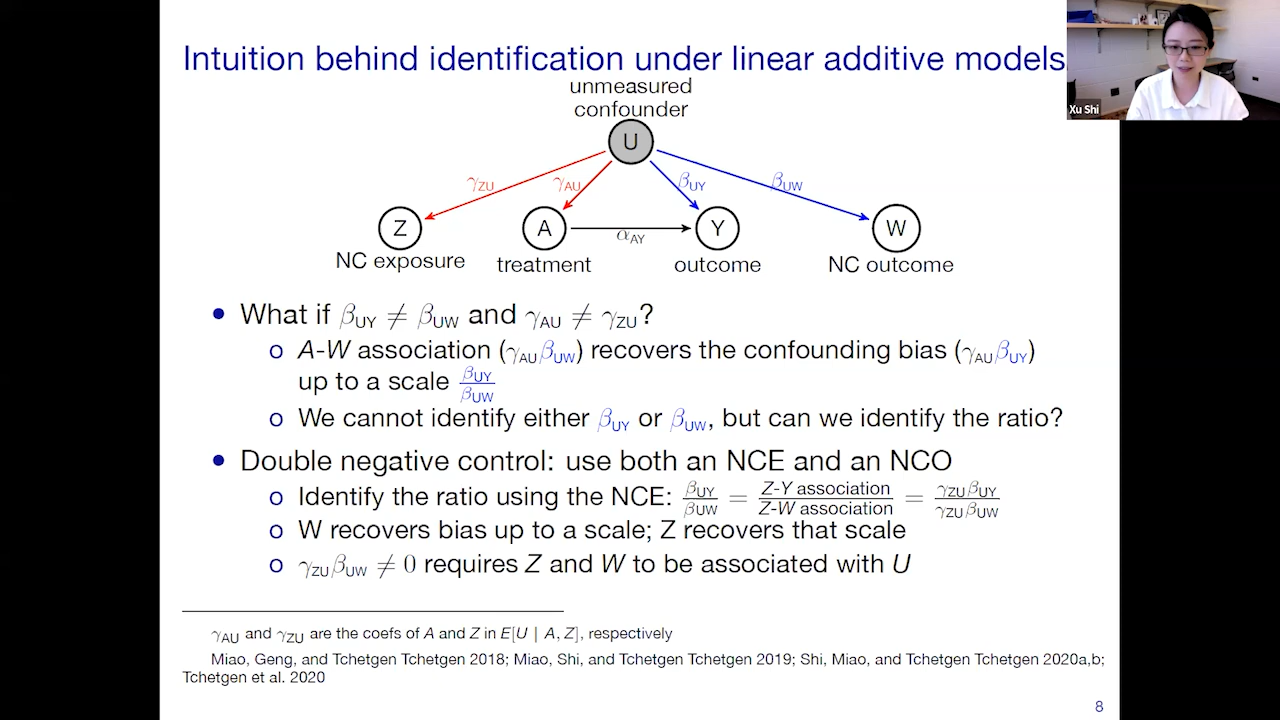 Intuition behind identification under linear additive models
Xu Shi
unmeasured
confounder
U
γZU
γAU
βUY
βUW
Z
A
Y
W
αAY
NC exposure
treatment
outcome
NC outcome
• What if βUY ≠ βUW and γAU ≠ γZU?
o A-W association (γAUβUW) recovers the confounding bias (γAUβUY)
up to a scale βUY/βUW
o We cannot identify either βUY or βUW, but can we identify the ratio?
• Double negative control: use both an NCE and an NCO
o Identify the ratio using the NCE: βUY/βUW = Z-Y association/Z-W association = γZUβUY/γZUβUW
o W recovers bias up to a scale; Z recovers that scale
o γZUβUW ≠ 0 requires Z and W to be associated with U
γAU and γZU are the coefs of A and Z in E[U | A, Z], respectively
Miao, Geng, and Tchetgen Tchetgen 2018; Miao, Shi, and Tchetgen Tchetgen 2019; Shi, Miao, and Tchetgen Tchetgen 2020a,b;
Tchetgen et al. 2020
8